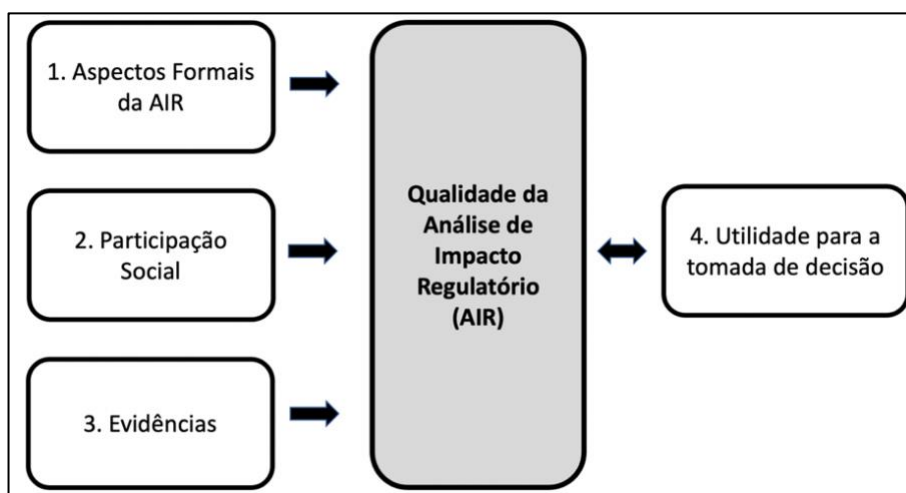 1. Aspectos Formais
da AIR
2. Participação
Social
3. Evidências
Qualidade da
Análise de
Impacto
Regulatório
(AIR)
4. Utilidade para a
tomada de decisão